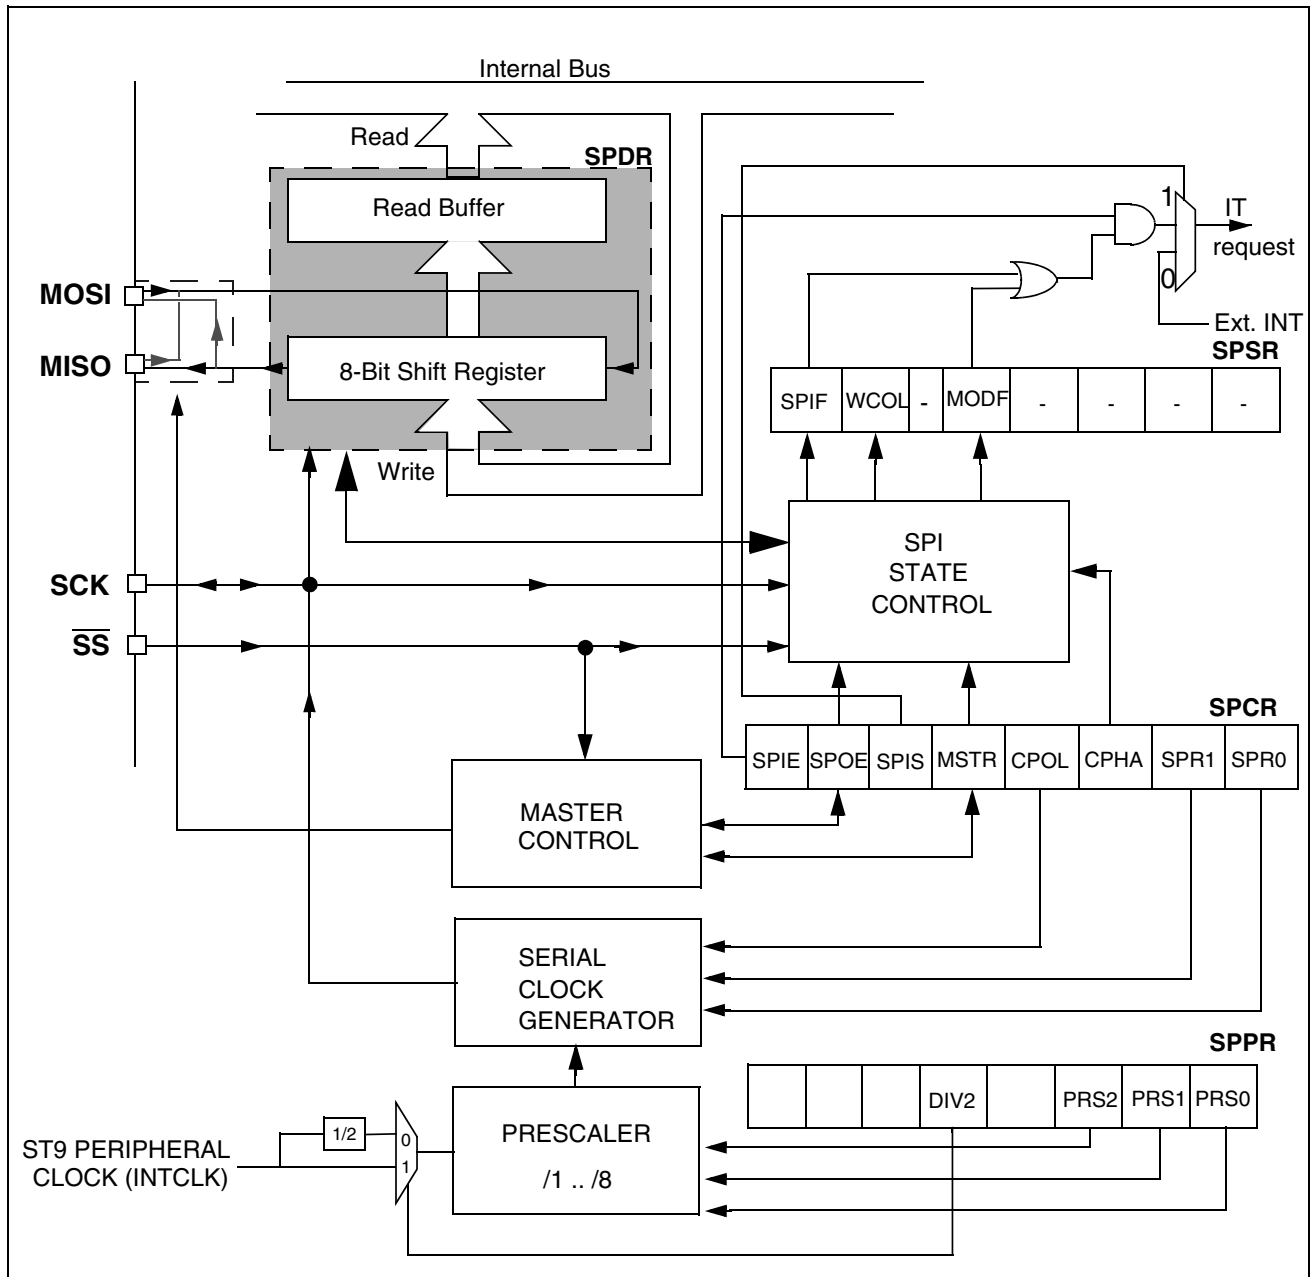 Internal Bus
Read
SPDR
Read Buffer
1
IT
request
0
MOSI
Ext. INT
MISO
8-Bit Shift Register
SPSR
SPIF WCOL - MODF - - - -
Write
SPI
STATE
CONTROL
SCK
SS
SPCR
SPIE SPOE SPIS MSTR CPOL CPHA SPR1 SPR0
MASTER
CONTROL
SERIAL
CLOCK
GENERATOR
SPPR
DIV2 PRS2 PRS1 PRS0
ST9 PERIPHERAL
CLOCK (INTCLK)
1/2
0
1
PRESCALER
/1 .. /8